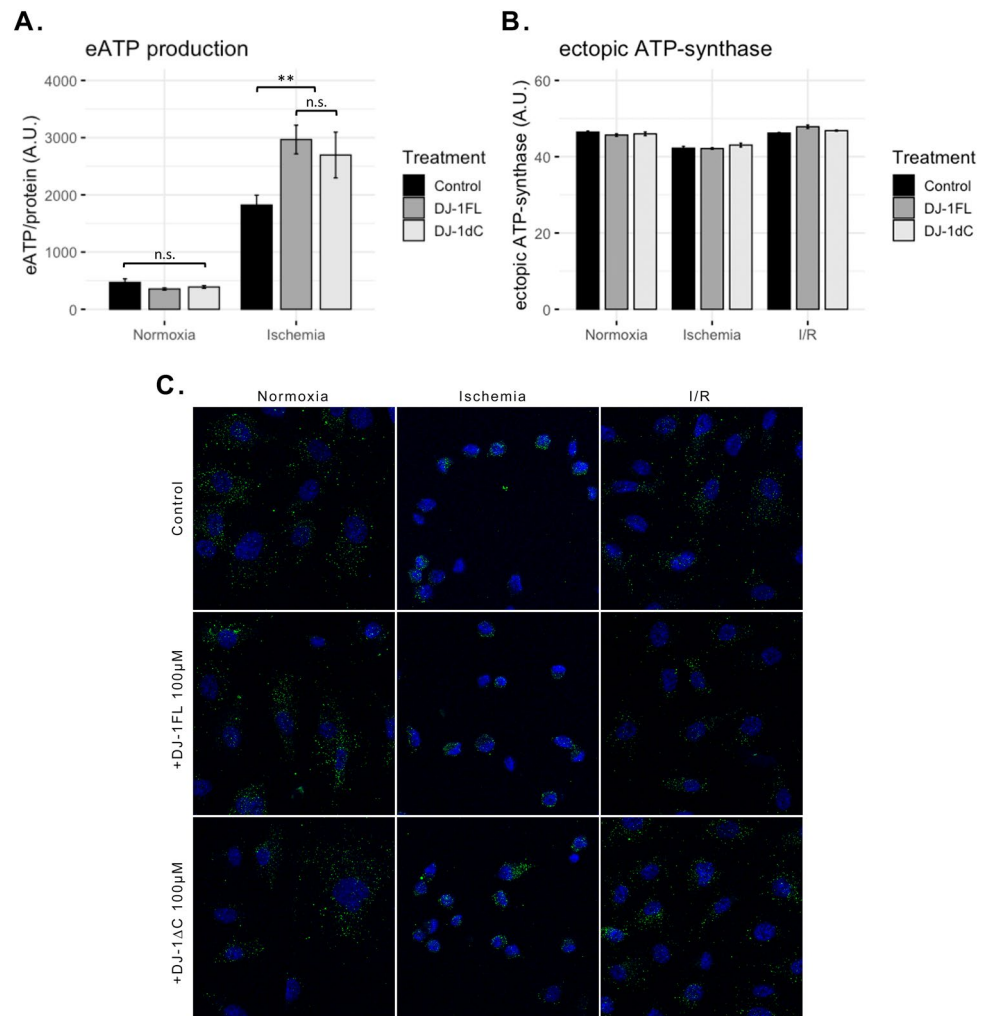 A.
eATP production
eATP/protein (A.U.)
4000
3000
2000
1000
0
**
n.s.
n.s.
Normoxia
Ischemia
Treatment
Control
DJ-1FL
DJ-1dC
B.
ectopic ATP-synthase
ectopic ATP-synthase (A.U.)
60
40
20
0
Normoxia
Ischemia
I/R
Treatment
Control
DJ-1FL
DJ-1dC
C.
Normoxia
Ischemia
I/R
Control
+DJ-1FL 100μM
+DJ-1ΔC 100μM